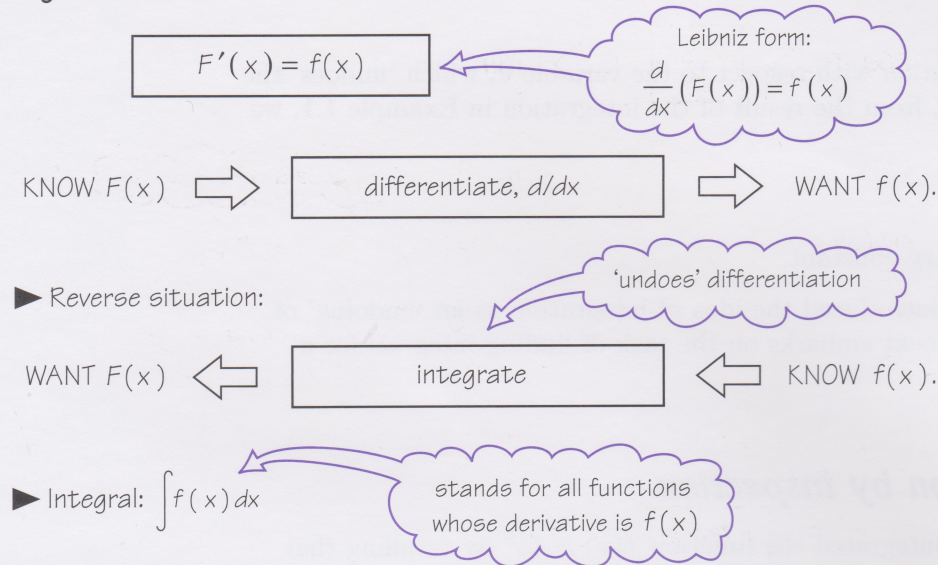 Leibniz form:
F′(x) = f(x)
d/dx (F(x)) = f(x)
KNOW F(x)
differentiate, d/dx
WANT f(x).
'undoes' differentiation
▶ Reverse situation:
WANT F(x)
integrate
KNOW f(x).
▶ Integral: ∫ f(x) dx
stands for all functions
whose derivative is f(x)